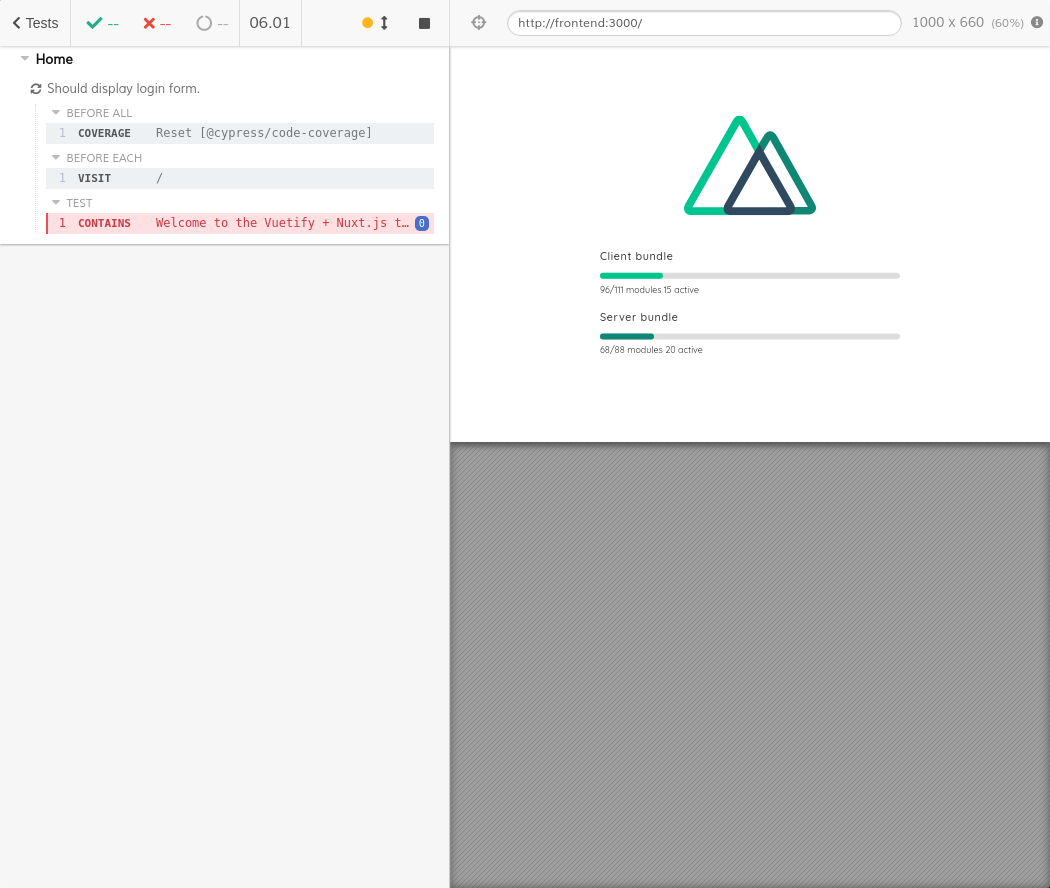 Tests -- -- -- 06.01
http://frontend:3000/ 1000 x 660 (60%)
Home
Should display login form.
BEFORE ALL
1 COVERAGE Reset [@cypress/code-coverage]
BEFORE EACH
1 VISIT /
TEST
1 CONTAINS Welcome to the Vuetify + Nuxt.js t… 0
Client bundle
96/111 modules 15 active
Server bundle
68/88 modules 20 active